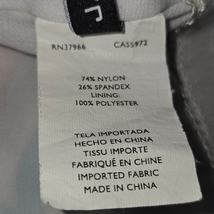 L
RN37966 CA55972
74% NYLON
26% SPANDEX
LINING:
100% POLYESTER
TELA IMPORTADA
HECHO EN CHINA
TISSU IMPORTE
FABRIQUÉ EN CHINE
IMPORTED FABRIC
MADE IN CHINA